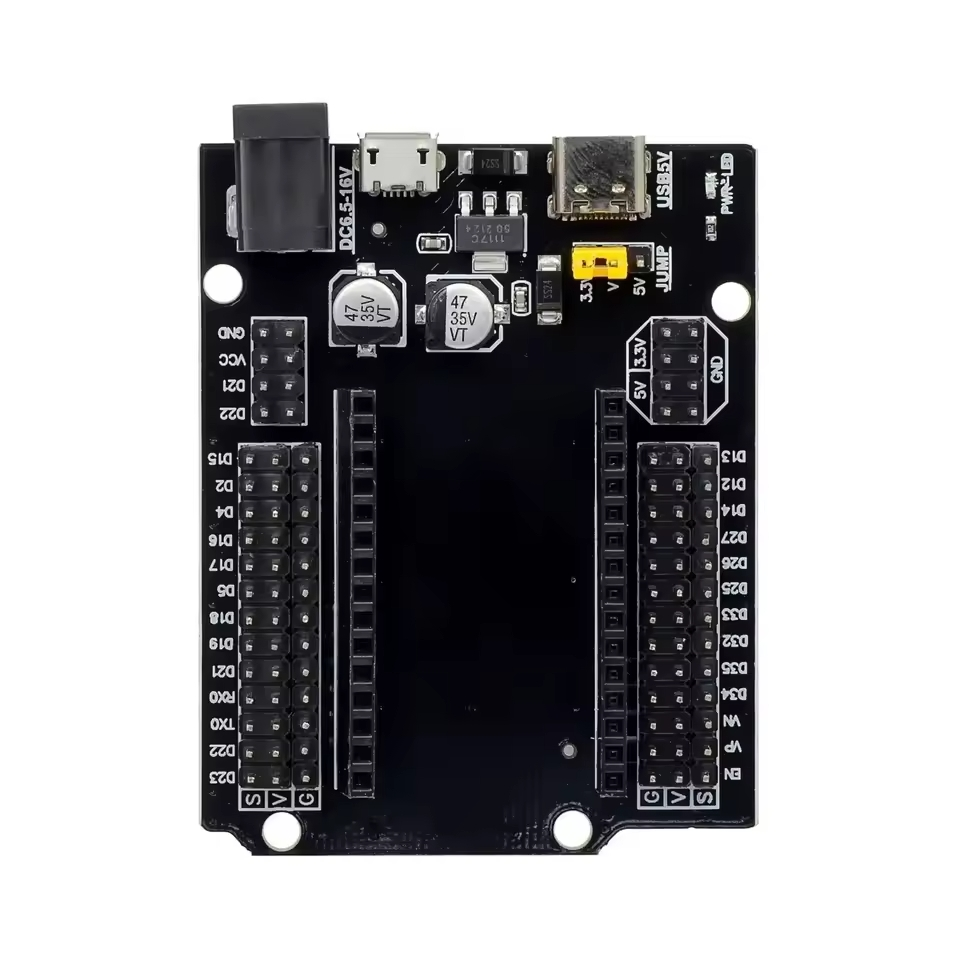 DC6.5-16V
SS24
1117C
50 2124
USB5V
PWR-LED
47
35V
VT
47
35V
VT
SS24
3.3V
V
5V
JUMP
GND
VCC
D21
D22
5V
3.3V
GND
D15
D2
D4
D16
D17
D5
D18
D19
D21
RX0
TX0
D22
D23
S V G
D13
D12
D14
D27
D26
D25
D33
D32
D35
D34
VN
VP
EN
G V S